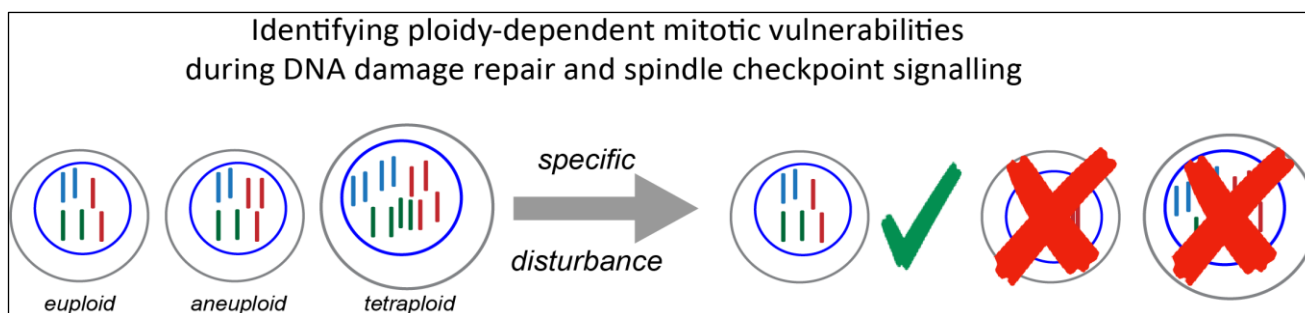 Identifying ploidy-dependent mitotic vulnerabilities
during DNA damage repair and spindle checkpoint signalling
specific
disturbance
euploid aneuploid tetraploid